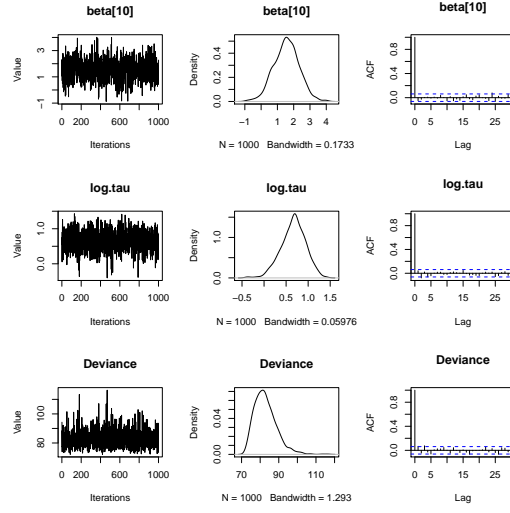 beta[10]
beta[10]
beta[10]
Value
−1
1
3
0 200 600 1000
Iterations
Density
0.0 0.2 0.4
−1 1 2 3 4
N = 1000 Bandwidth = 0.1733
ACF
0.0 0.4 0.8
0 5 15 25
Lag
log.tau
log.tau
log.tau
Value
0.0 1.0
0 200 600 1000
Iterations
Density
0.0 1.0
−0.5 0.5 1.0 1.5
N = 1000 Bandwidth = 0.05976
ACF
0.0 0.4 0.8
0 5 15 25
Lag
Deviance
Deviance
Deviance
Value
80 100
0 200 600 1000
Iterations
Density
0.00 0.04
70 90 110
N = 1000 Bandwidth = 1.293
ACF
0.0 0.4 0.8
0 5 15 25
Lag